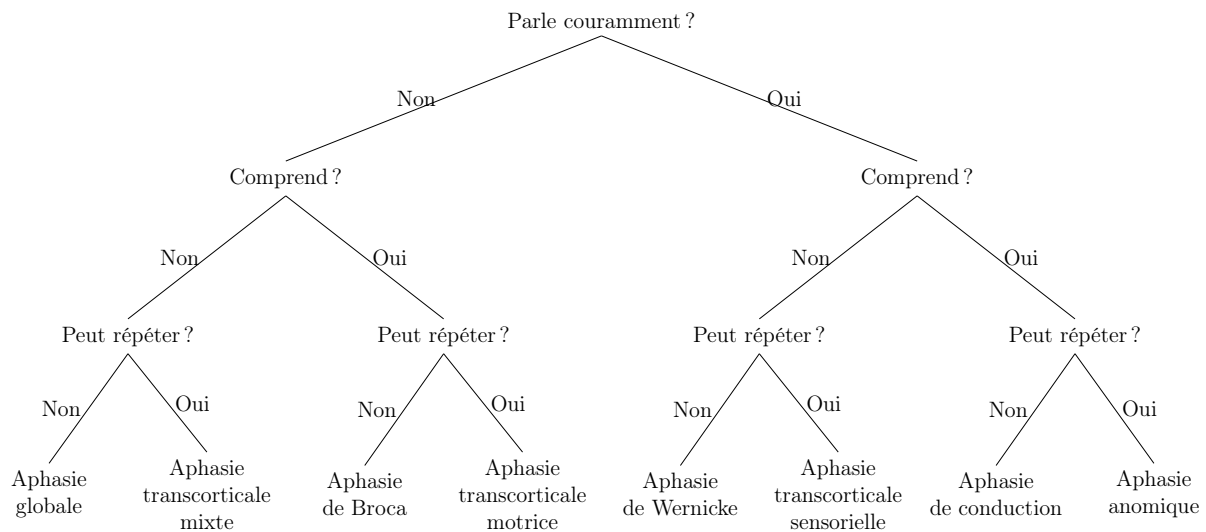 Parle couramment ?
Non
Oui
Comprend ?
Comprend ?
Non
Oui
Non
Oui
Peut répéter ?
Peut répéter ?
Peut répéter ?
Peut répéter ?
Non
Oui
Non
Oui
Non
Oui
Non
Oui
Aphasie
globale
Aphasie
transcorticale
mixte
Aphasie
de Broca
Aphasie
transcorticale
motrice
Aphasie
de Wernicke
Aphasie
transcorticale
sensorielle
Aphasie
de conduction
Aphasie
anomique